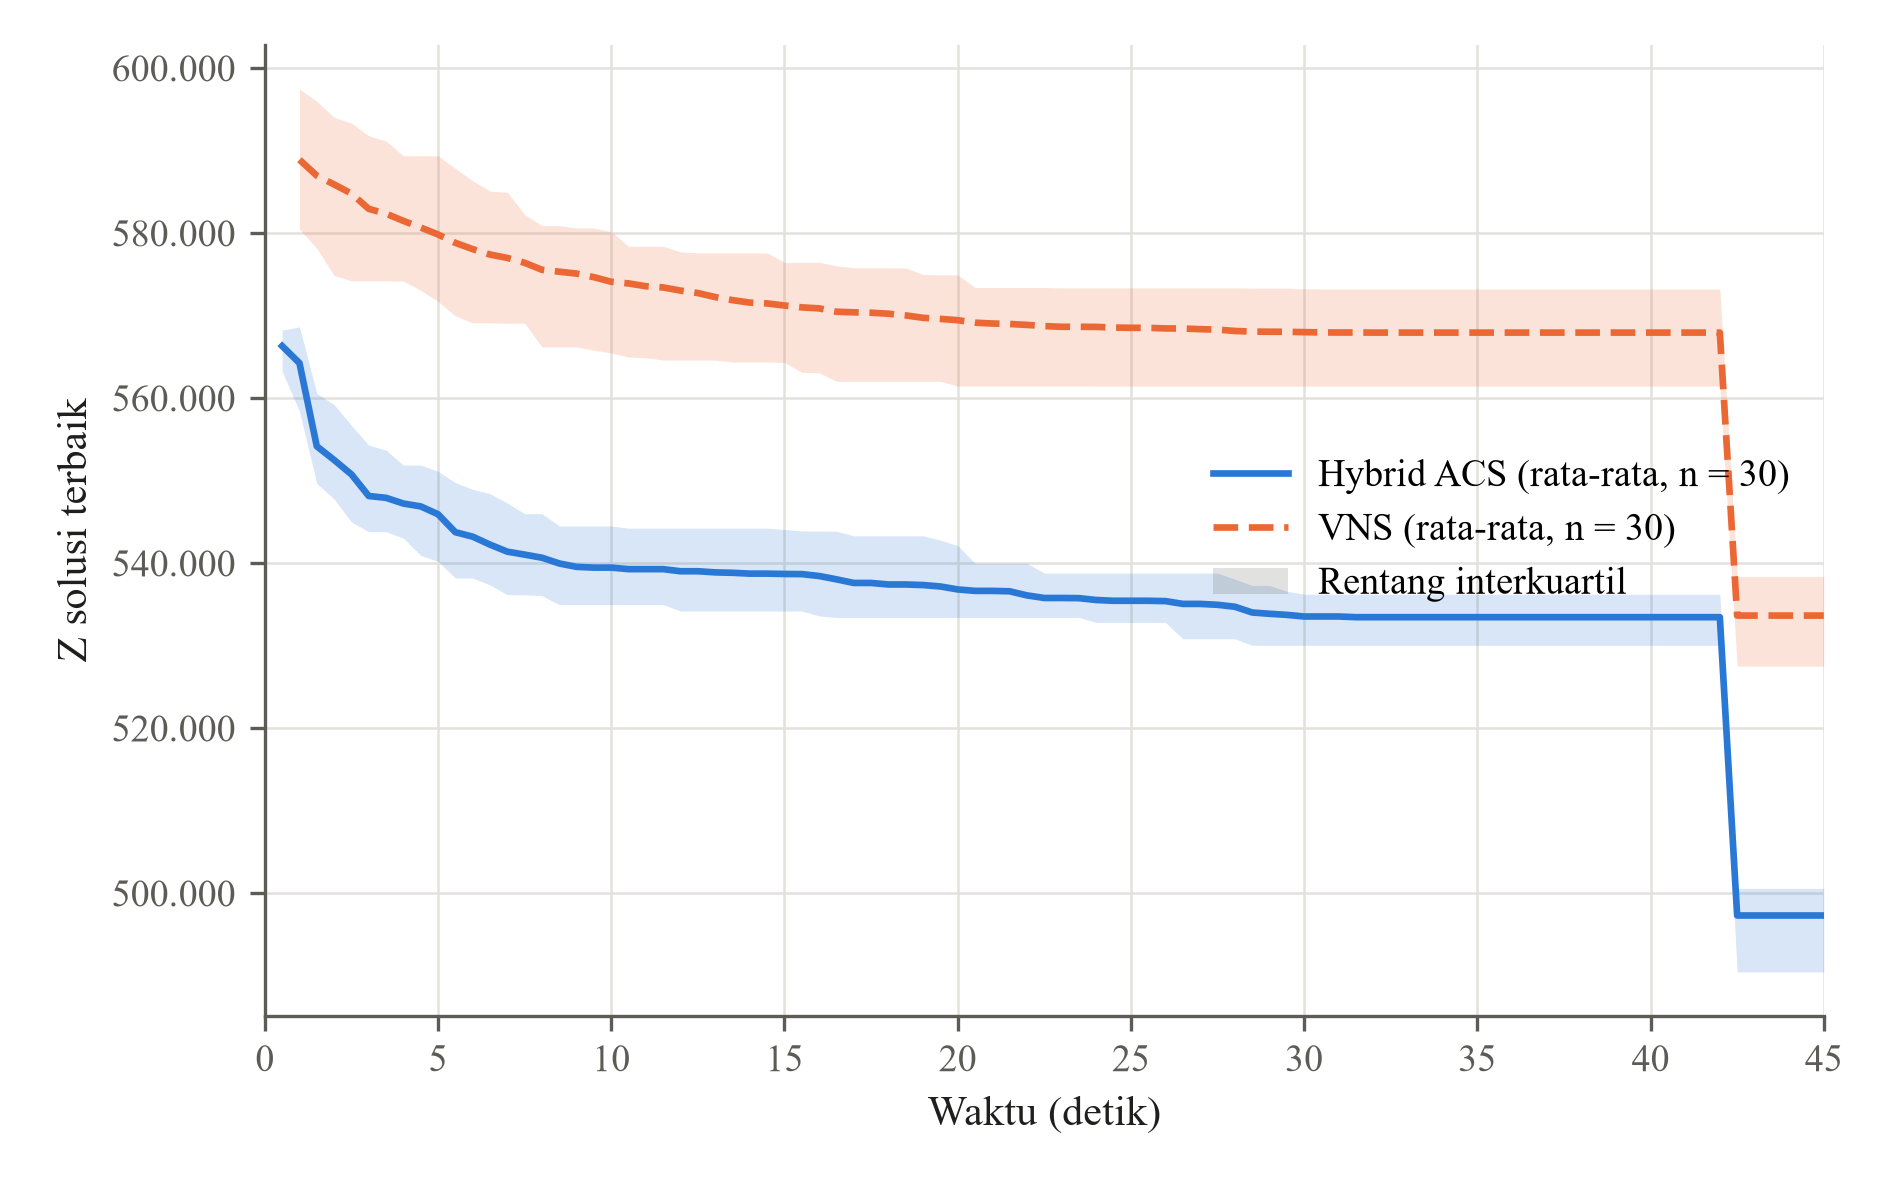 600.000
580.000
560.000
540.000
520.000
500.000
Z solusi terbaik
Hybrid ACS (rata-rata, n = 30)
VNS (rata-rata, n = 30)
Rentang interkuartil
0 5 10 15 20 25 30 35 40 45
Waktu (detik)